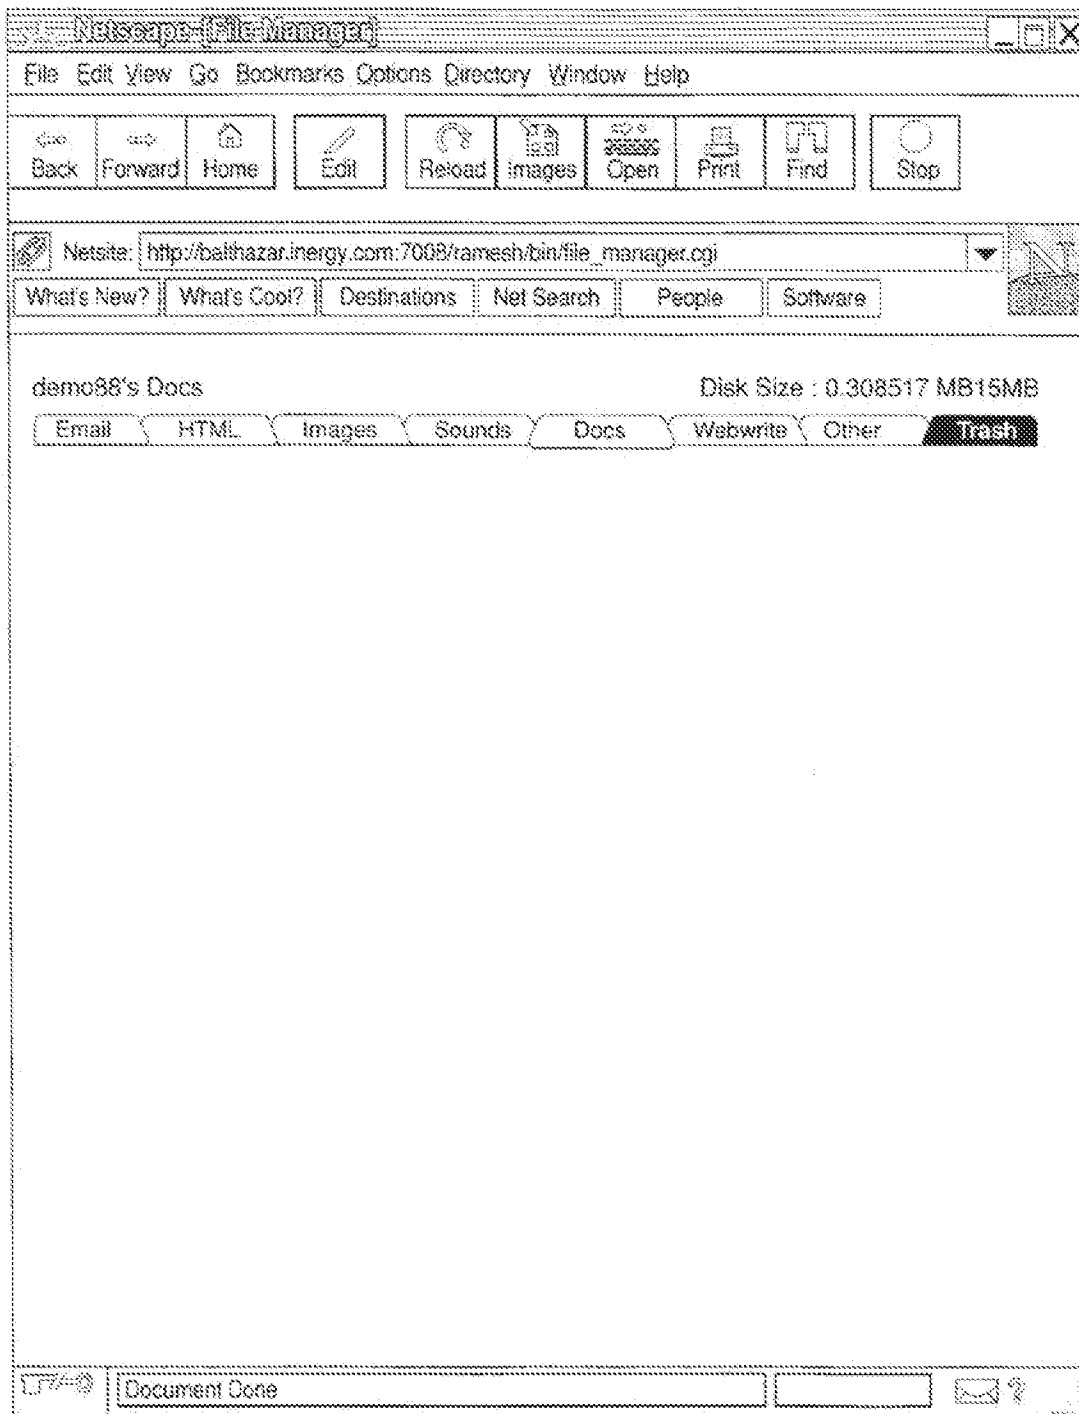 Netscape-[File Manager]
File Edit View Go Bookmarks Options Directory Window Help
Back Forward Home Edit Reload Images Open Print Find Stop
Netsite: http://balthazar.inergy.com:7008/ramesh/bin/file_manager.cgi
N
What's New? What's Cool? Destinations Net Search People Software
demo88's Docs Disk Size : 0.308517 MB15MB
Email HTML Images Sounds Docs Webwrite Other Trash
Document Done